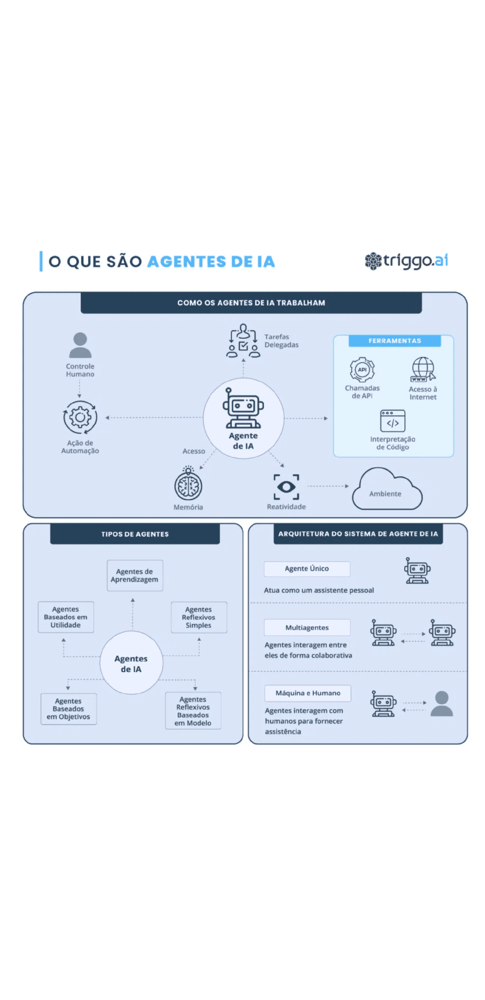 O QUE SÃO AGENTES DE IA
triggo.ai
COMO OS AGENTES DE IA TRABALHAM
Controle
Humano
Ação de
Automação
Tarefas
Delegadas
Agente
de IA
Acesso
Memória
Reatividade
Ambiente
FERRAMENTAS
API
Chamadas
de API
WWW
Acesso à
Internet
</>
Interpretação
de Código
TIPOS DE AGENTES
Agentes de
Aprendizagem
Agentes
Baseados em
Utilidade
Agentes
Reflexivos
Simples
Agentes
de IA
Agentes
Baseados
em Objetivos
Agentes
Reflexivos
Baseados
em Modelo
ARQUITETURA DO SISTEMA DE AGENTE DE IA
Agente Único
Atua como um assistente pessoal
Multiagentes
Agentes interagem entre
eles de forma colaborativa
Máquina e Humano
Agentes interagem com
humanos para fornecer
assistência